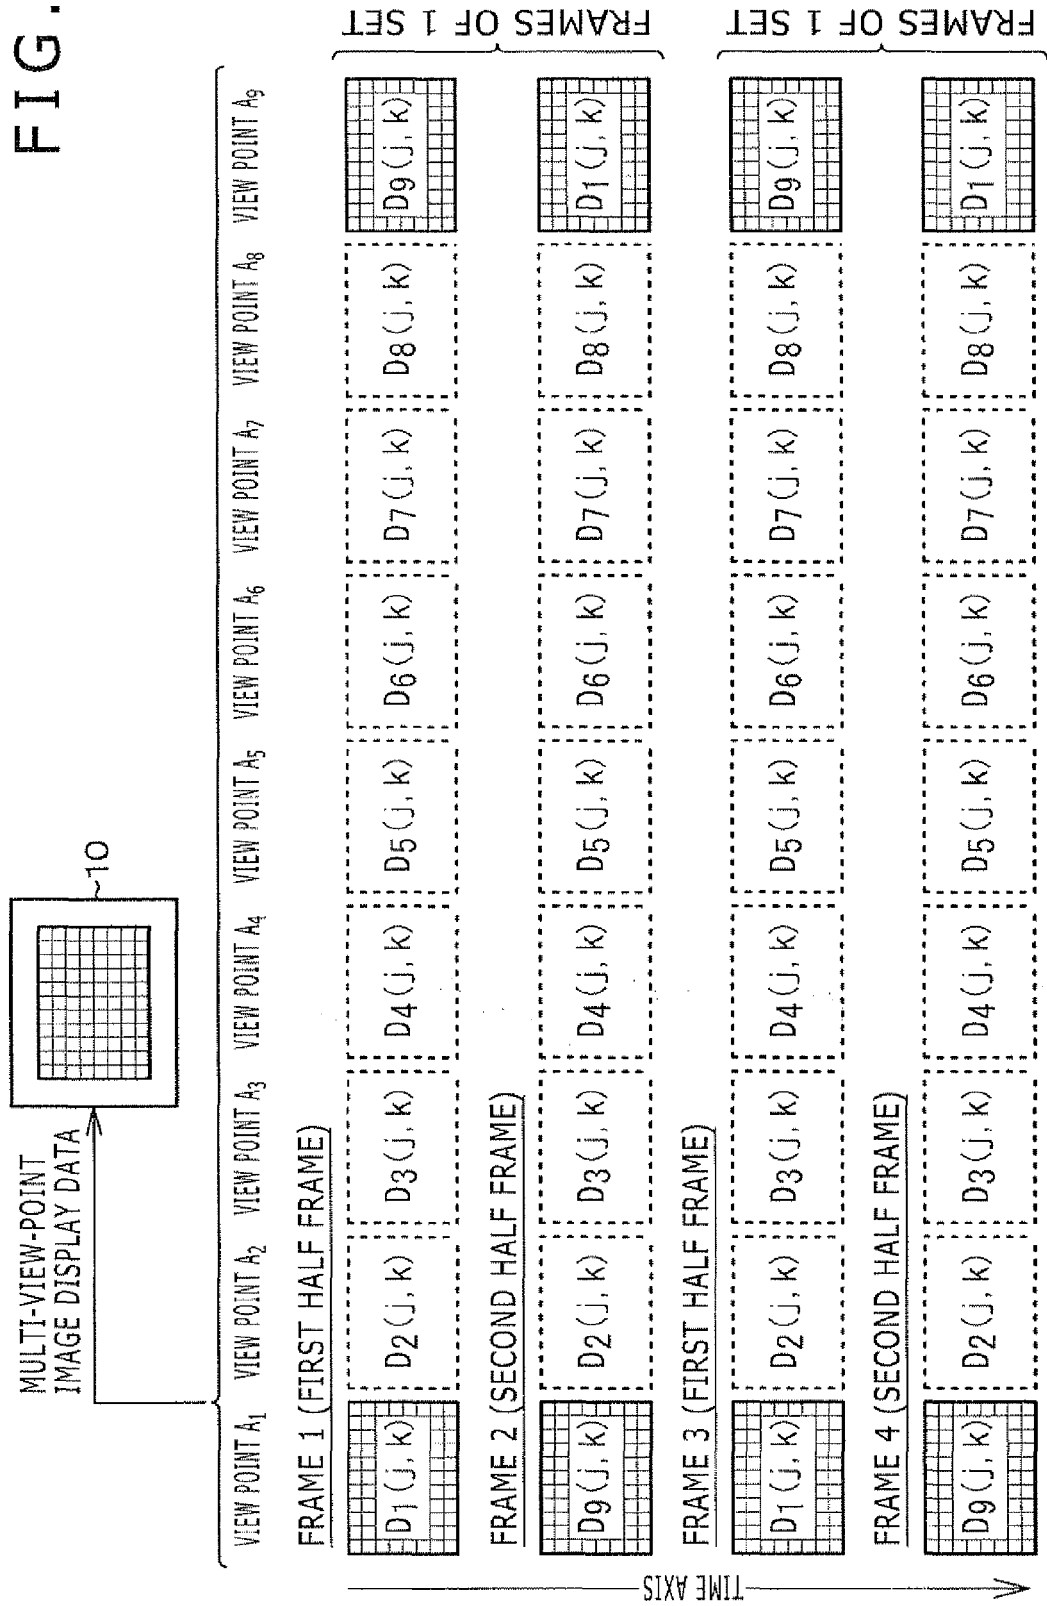 FIG.
MULTI-VIEW-POINT
IMAGE DISPLAY DATA
~10
VIEW POINT A1 VIEW POINT A2 VIEW POINT A3 VIEW POINT A4 VIEW POINT A5 VIEW POINT A6 VIEW POINT A7 VIEW POINT A8 VIEW POINT A9
FRAME 1 (FIRST HALF FRAME)
D1(j,k) D2(j,k) D3(j,k) D4(j,k) D5(j,k) D6(j,k) D7(j,k) D8(j,k) D9(j,k)
FRAME 2 (SECOND HALF FRAME)
D9(j,k) D2(j,k) D3(j,k) D4(j,k) D5(j,k) D6(j,k) D7(j,k) D8(j,k) D1(j,k)
FRAMES OF 1 SET
FRAME 3 (FIRST HALF FRAME)
D1(j,k) D2(j,k) D3(j,k) D4(j,k) D5(j,k) D6(j,k) D7(j,k) D8(j,k) D9(j,k)
FRAME 4 (SECOND HALF FRAME)
D9(j,k) D2(j,k) D3(j,k) D4(j,k) D5(j,k) D6(j,k) D7(j,k) D8(j,k) D1(j,k)
FRAMES OF 1 SET
TIME AXIS